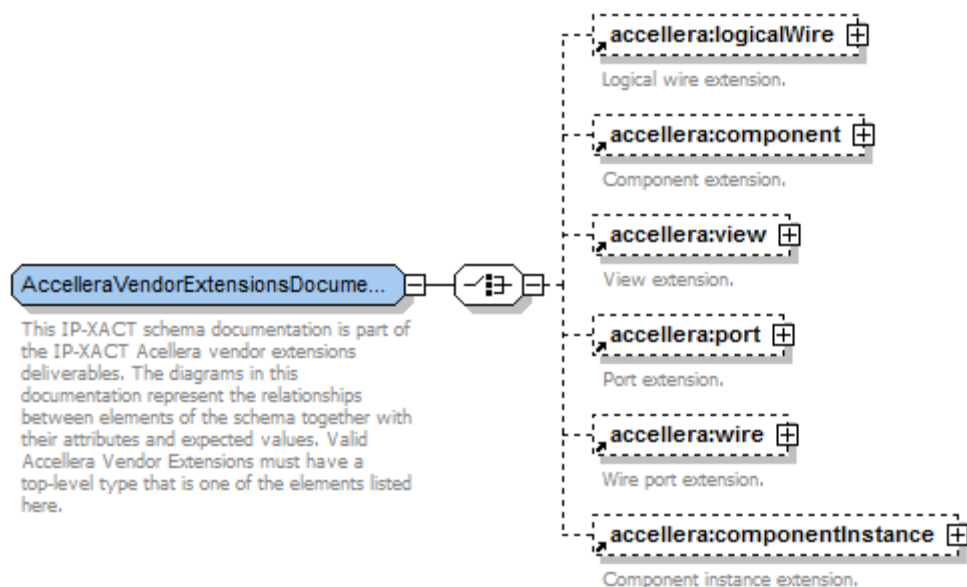 accellera:logicalWire
Logical wire extension.
accellera:component
Component extension.
accellera:view
View extension.
AccelleraVendorExtensionsDocume...
This IP-XACT schema documentation is part of
the IP-XACT Acellera vendor extensions
deliverables. The diagrams in this
documentation represent the relationships
between elements of the schema together with
their attributes and expected values. Valid
Accellera Vendor Extensions must have a
top-level type that is one of the elements listed
here.
accellera:port
Port extension.
accellera:wire
Wire port extension.
accellera:componentInstance
Component instance extension.